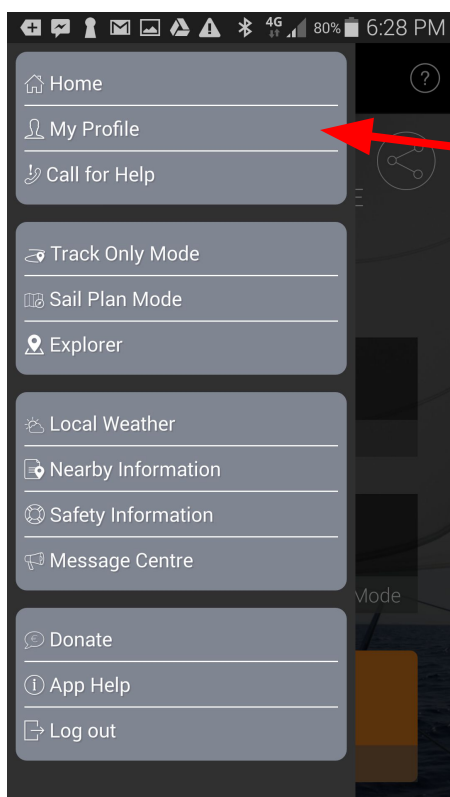 4G 80% 6:28 PM
?
Home
My Profile
Call for Help
Track Only Mode
Sail Plan Mode
Explorer
Local Weather
Nearby Information
Safety Information
Message Centre
Mode
Donate
App Help
Log out